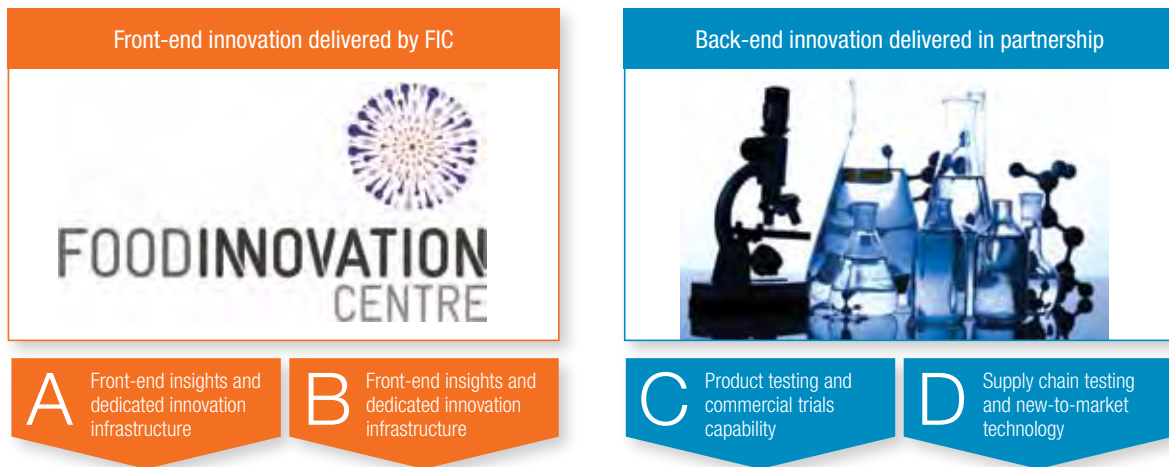 Front-end innovation delivered by FIC
FOODINNOVATION
CENTRE
A
Front-end insights and
dedicated innovation
infrastructure
B
Front-end insights and
dedicated innovation
infrastructure
Back-end innovation delivered in partnership
C
Product testing and
commercial trials
capability
D
Supply chain testing
and new-to-market
technology